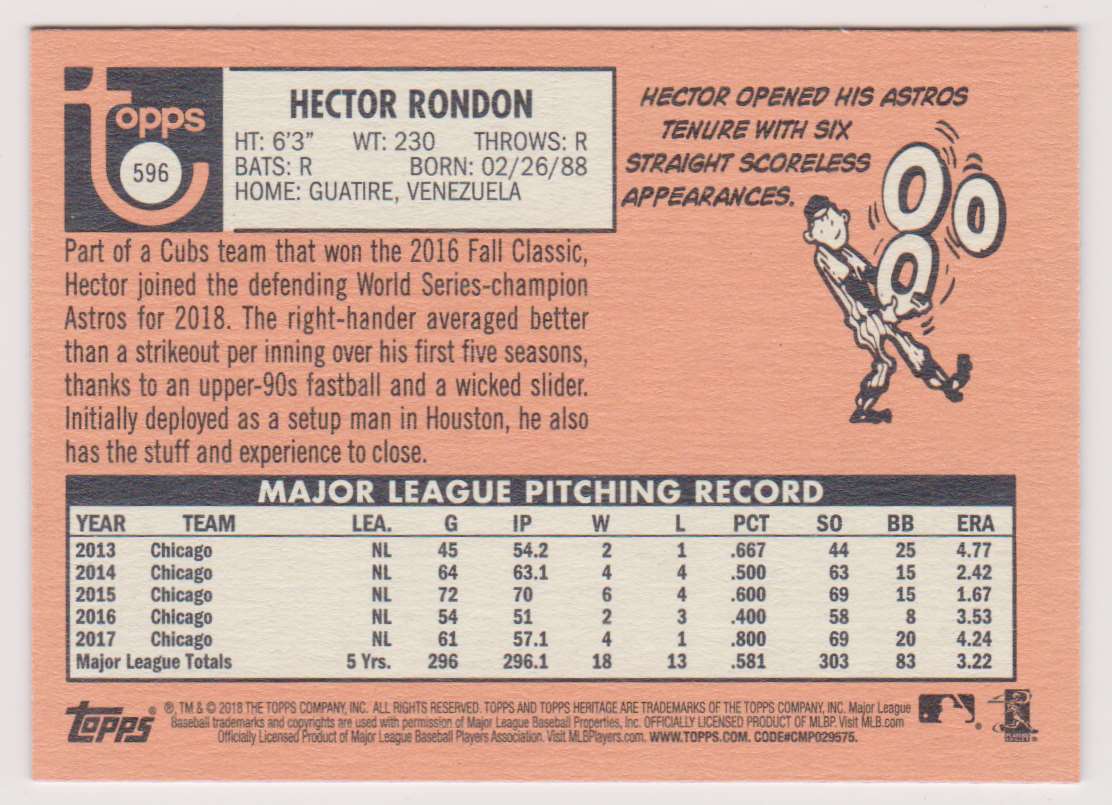 topps
596
HECTOR RONDON
HT: 6'3" WT: 230 THROWS: R
BATS: R BORN: 02/26/88
HOME: GUATIRE, VENEZUELA
HECTOR OPENED HIS ASTROS
TENURE WITH SIX
STRAIGHT SCORELESS
APPEARANCES.
0 0 0
Part of a Cubs team that won the 2016 Fall Classic,
Hector joined the defending World Series-champion
Astros for 2018. The right-hander averaged better
than a strikeout per inning over his first five seasons,
thanks to an upper-90s fastball and a wicked slider.
Initially deployed as a setup man in Houston, he also
has the stuff and experience to close.
MAJOR LEAGUE PITCHING RECORD
YEAR TEAM LEA. G IP W L PCT SO BB ERA
2013 Chicago NL 45 54.2 2 1 .667 44 25 4.77
2014 Chicago NL 64 63.1 4 4 .500 63 15 2.42
2015 Chicago NL 72 70 6 4 .600 69 15 1.67
2016 Chicago NL 54 51 2 3 .400 58 8 3.53
2017 Chicago NL 61 57.1 4 1 .800 69 20 4.24
Major League Totals 5 Yrs. 296 296.1 18 13 .581 303 83 3.22
topps®
®, TM & © 2018 THE TOPPS COMPANY, INC. ALL RIGHTS RESERVED. TOPPS AND TOPPS HERITAGE ARE TRADEMARKS OF THE TOPPS COMPANY, INC. Major League
Baseball trademarks and copyrights are used with permission of Major League Baseball Properties, Inc. OFFICIALLY LICENSED PRODUCT OF MLBP. Visit MLB.com
Officially Licensed Product of Major League Baseball Players Association. Visit MLBPlayers.com. WWW.TOPPS.COM. CODE#CMP029575.